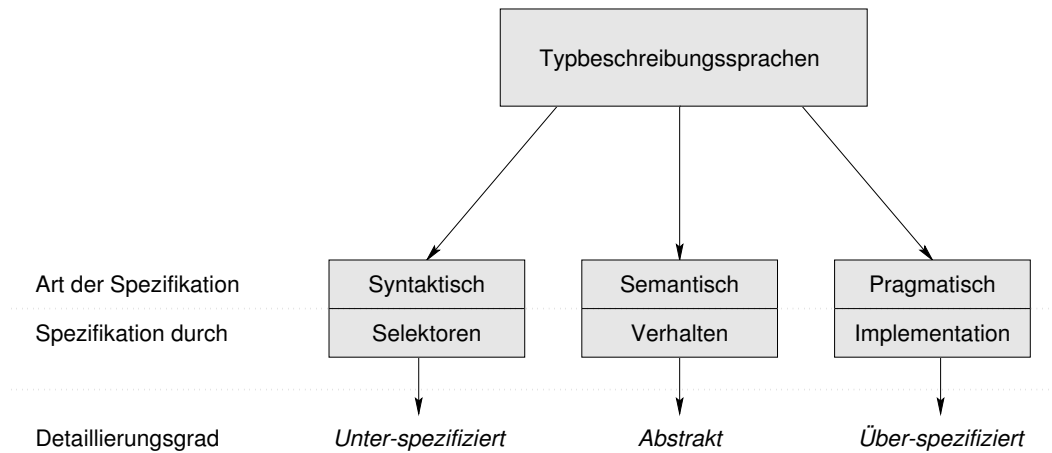 Typbeschreibungssprachen
Art der Spezifikation Syntaktisch Semantisch Pragmatisch
Spezifikation durch Selektoren Verhalten Implementation
Detaillierungsgrad Unter-spezifiziert Abstrakt Über-spezifiziert